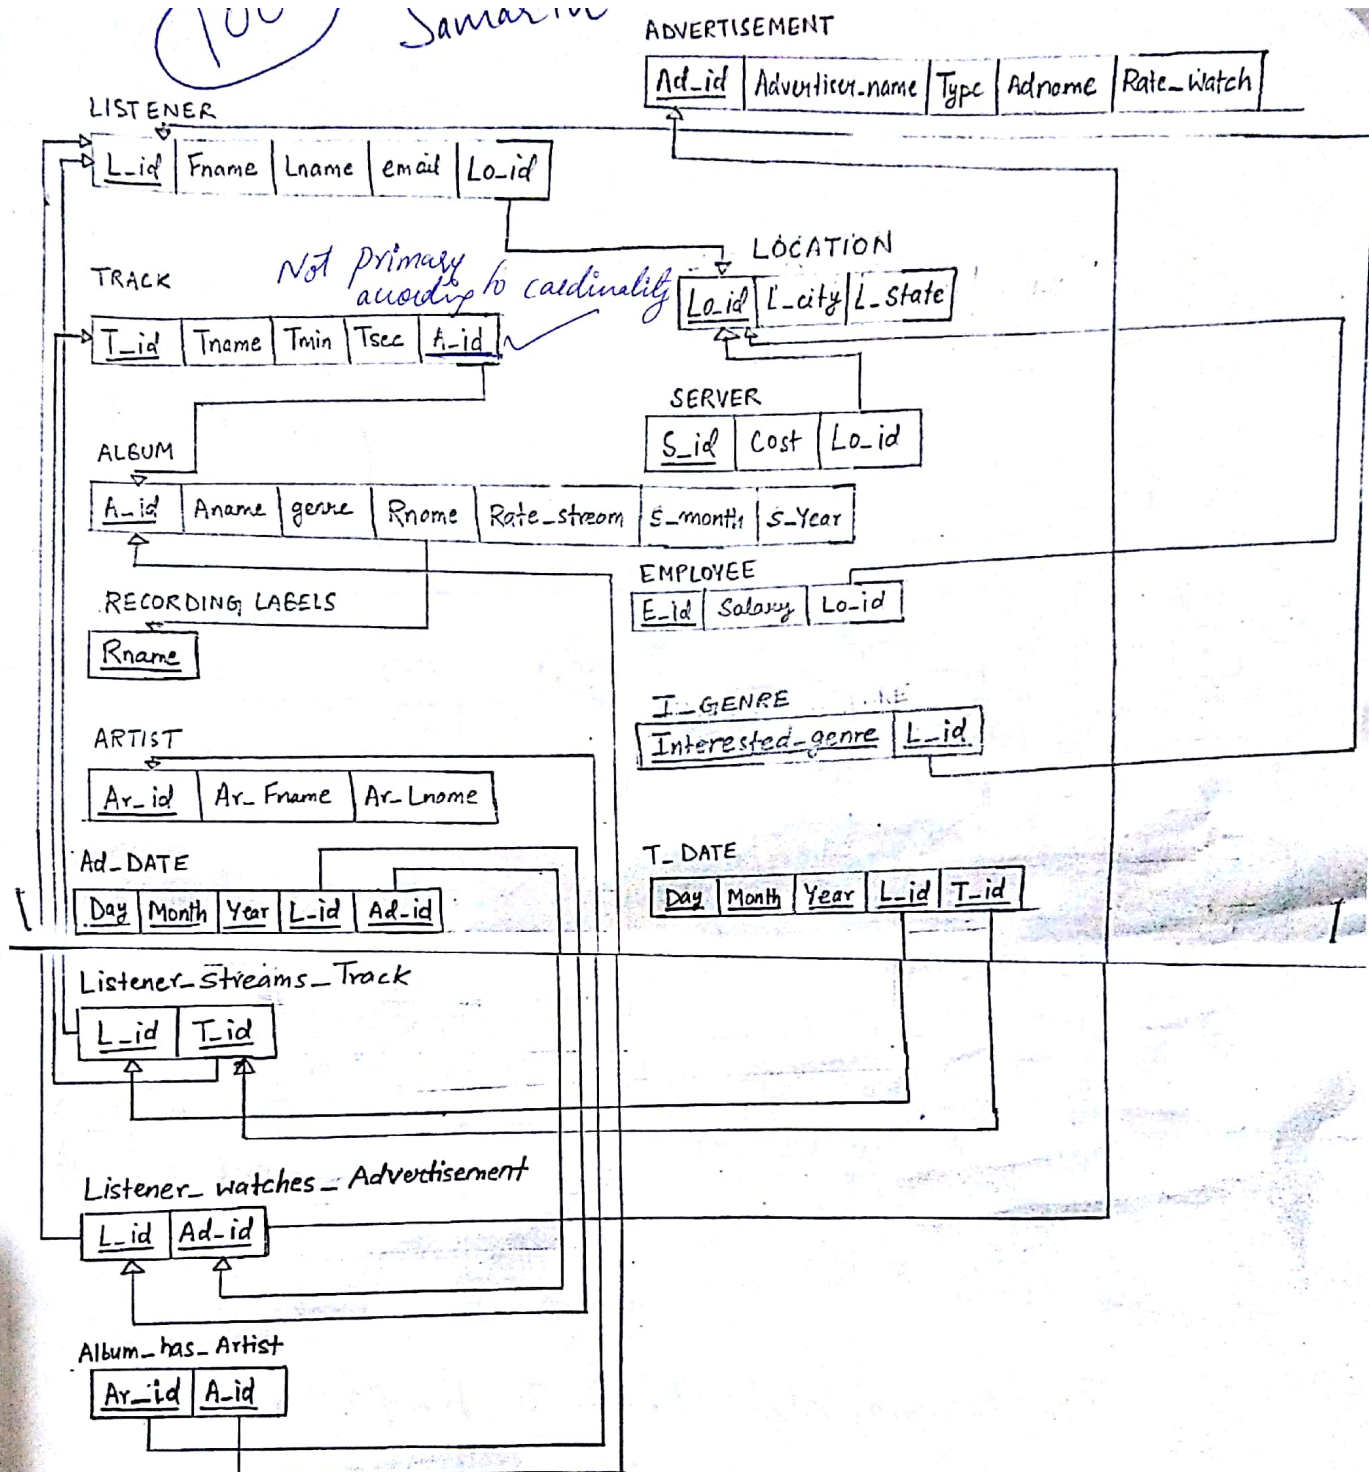 100
ADVERTISEMENT
Ad_id Advertiser_name Type Adname Rate_Watch
LISTENER
L_id Fname Lname email Lo_id
LOCATION
Lo_id L_city L_State
TRACK
Not primary
according to cardinality
T_id Tname Tmin Tsec A_id
SERVER
S_id Cost Lo_id
ALBUM
A_id Aname genre Rname Rate_stream S_month S_Year
EMPLOYEE
E_id Salary Lo_id
RECORDING LABELS
Rname
I_GENRE
Interested_genre L_id
ARTIST
Ar_id Ar_Fname Ar_Lname
Ad_DATE
Day Month Year L_id Ad_id
T_DATE
Day Month Year L_id T_id
Listener_Streams_Track
L_id T_id
Listener_watches_Advertisement
L_id Ad_id
Album_has_Artist
Ar_id A_id